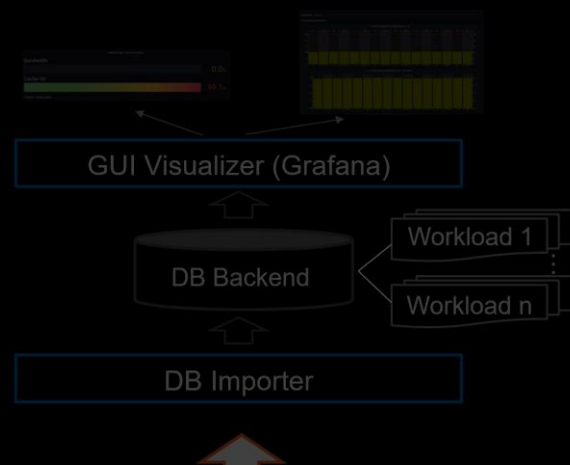 GUI Visualizer (Grafana)
DB Backend
Workload 1
Workload n
DB Importer